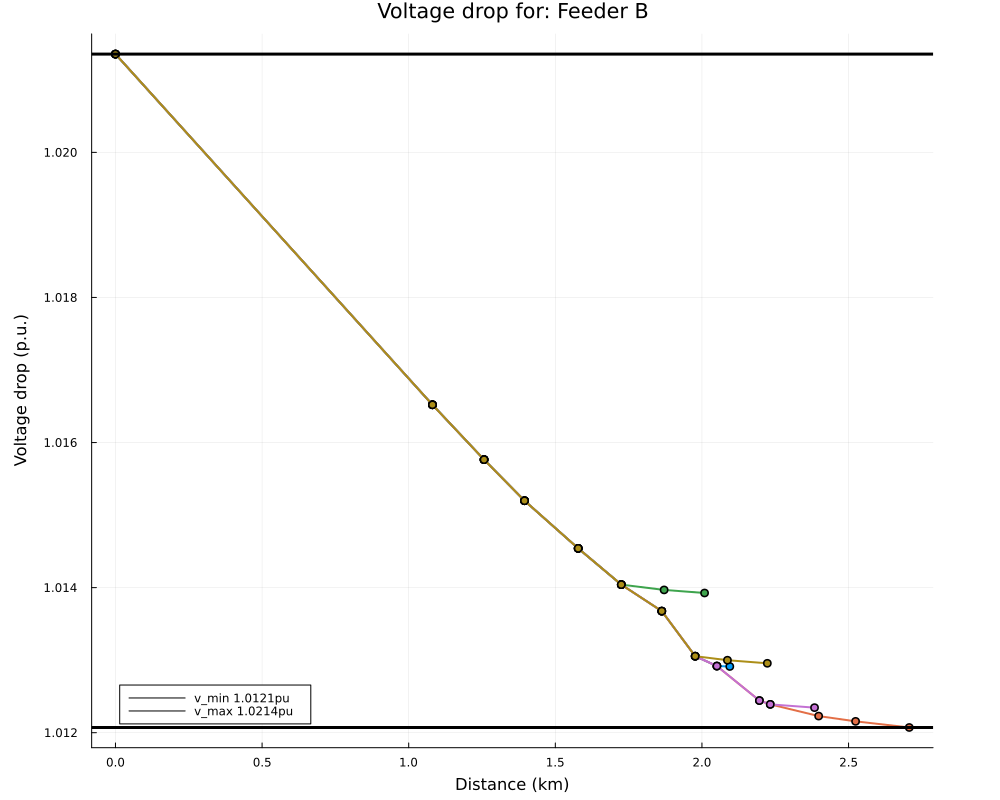 Voltage drop for: Feeder B
Voltage drop (p.u.)
1.020
1.018
1.016
1.014
1.012
v_min 1.0121pu
v_max 1.0214pu
0.0 0.5 1.0 1.5 2.0 2.5
Distance (km)